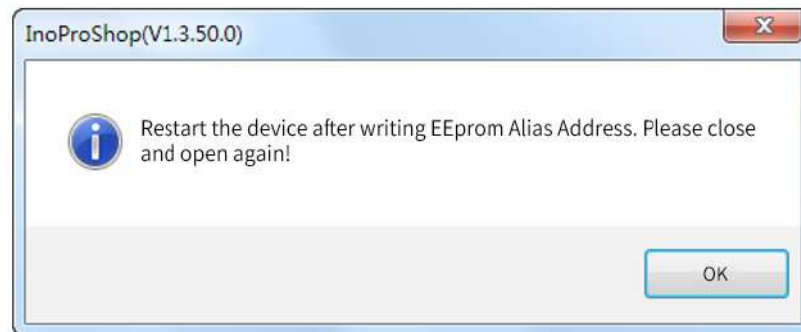 InoProShop(V1.3.50.0)
Restart the device after writing EEprom Alias Address. Please close
and open again!
OK